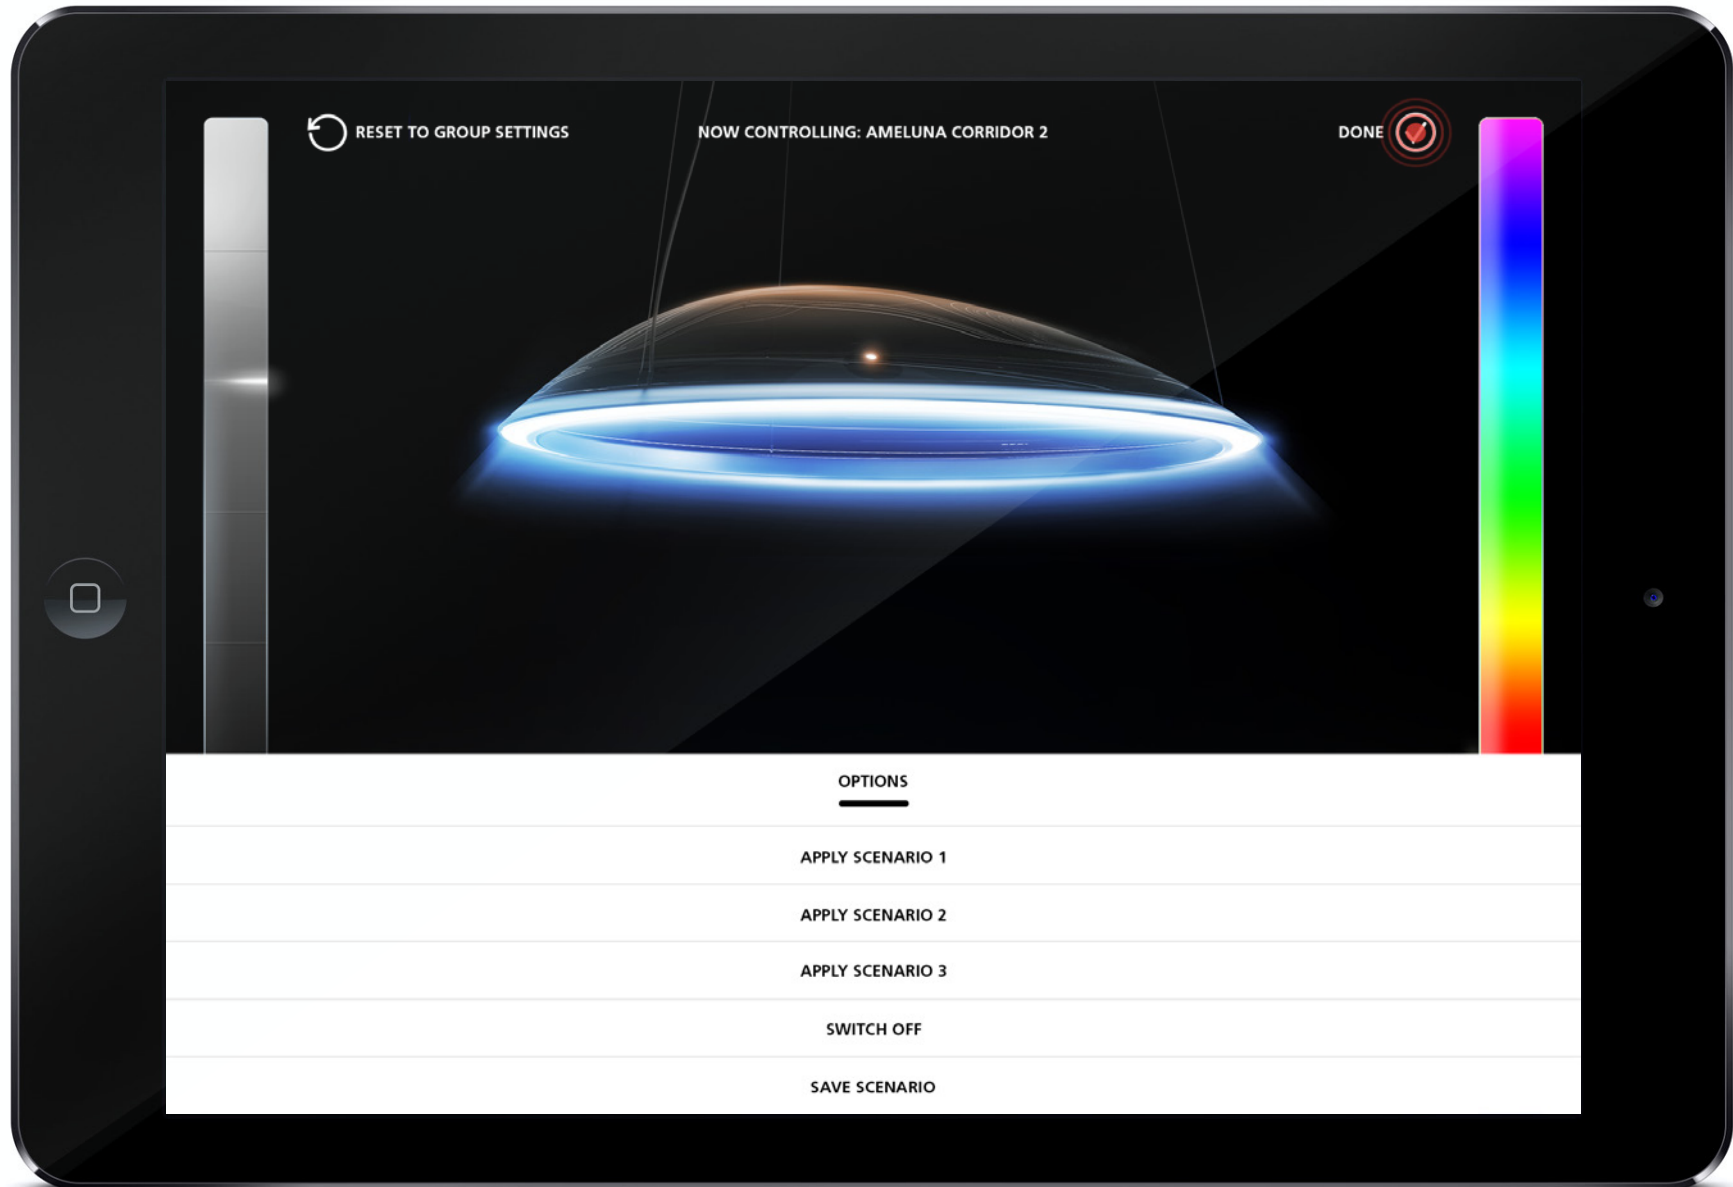 RESET TO GROUP SETTINGS
NOW CONTROLLING: AMELUNA CORRIDOR 2
DONE
OPTIONS
APPLY SCENARIO 1
APPLY SCENARIO 2
APPLY SCENARIO 3
SWITCH OFF
SAVE SCENARIO